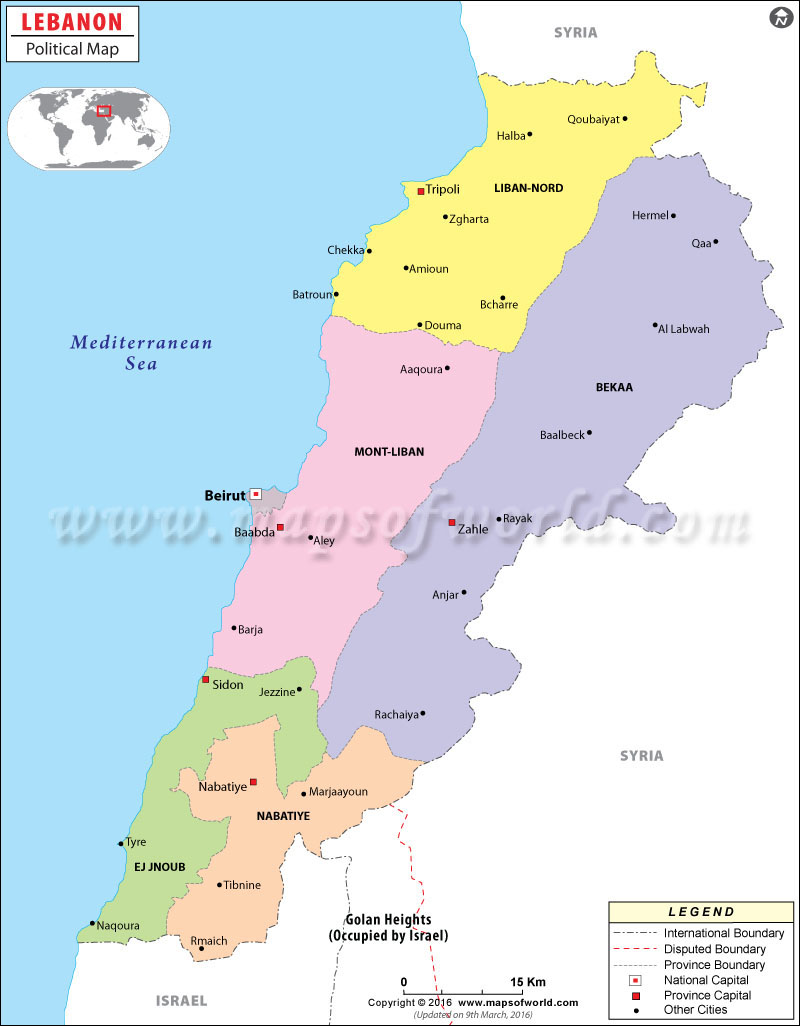 LEBANON
Political Map
N
SYRIA
Qoubaiyat
Halba
Tripoli
LIBAN-NORD
Zgharta
Hermel
Qaa
Chekka
Amioun
Batroun
Bcharre
Douma
Al Labwah
Mediterranean
Sea
Aaqoura
BEKAA
Baalbeck
MONT-LIBAN
Beirut
www.mapsofworld.com
Rayak
Zahle
Baabda
Aley
Anjar
Barja
Sidon
Jezzine
Rachaiya
SYRIA
Nabatiye
Marjaayoun
NABATIYE
Tyre
EJ JNOUB
Tibnine
Naqoura
Rmaich
Golan Heights
(Occupied by Israel)
ISRAEL
LEGEND
International Boundary
Disputed Boundary
Province Boundary
National Capital
Province Capital
Other Cities
0 15 Km
Copyright © 2016 www.mapsofworld.com
(Updated on 9th March, 2016)